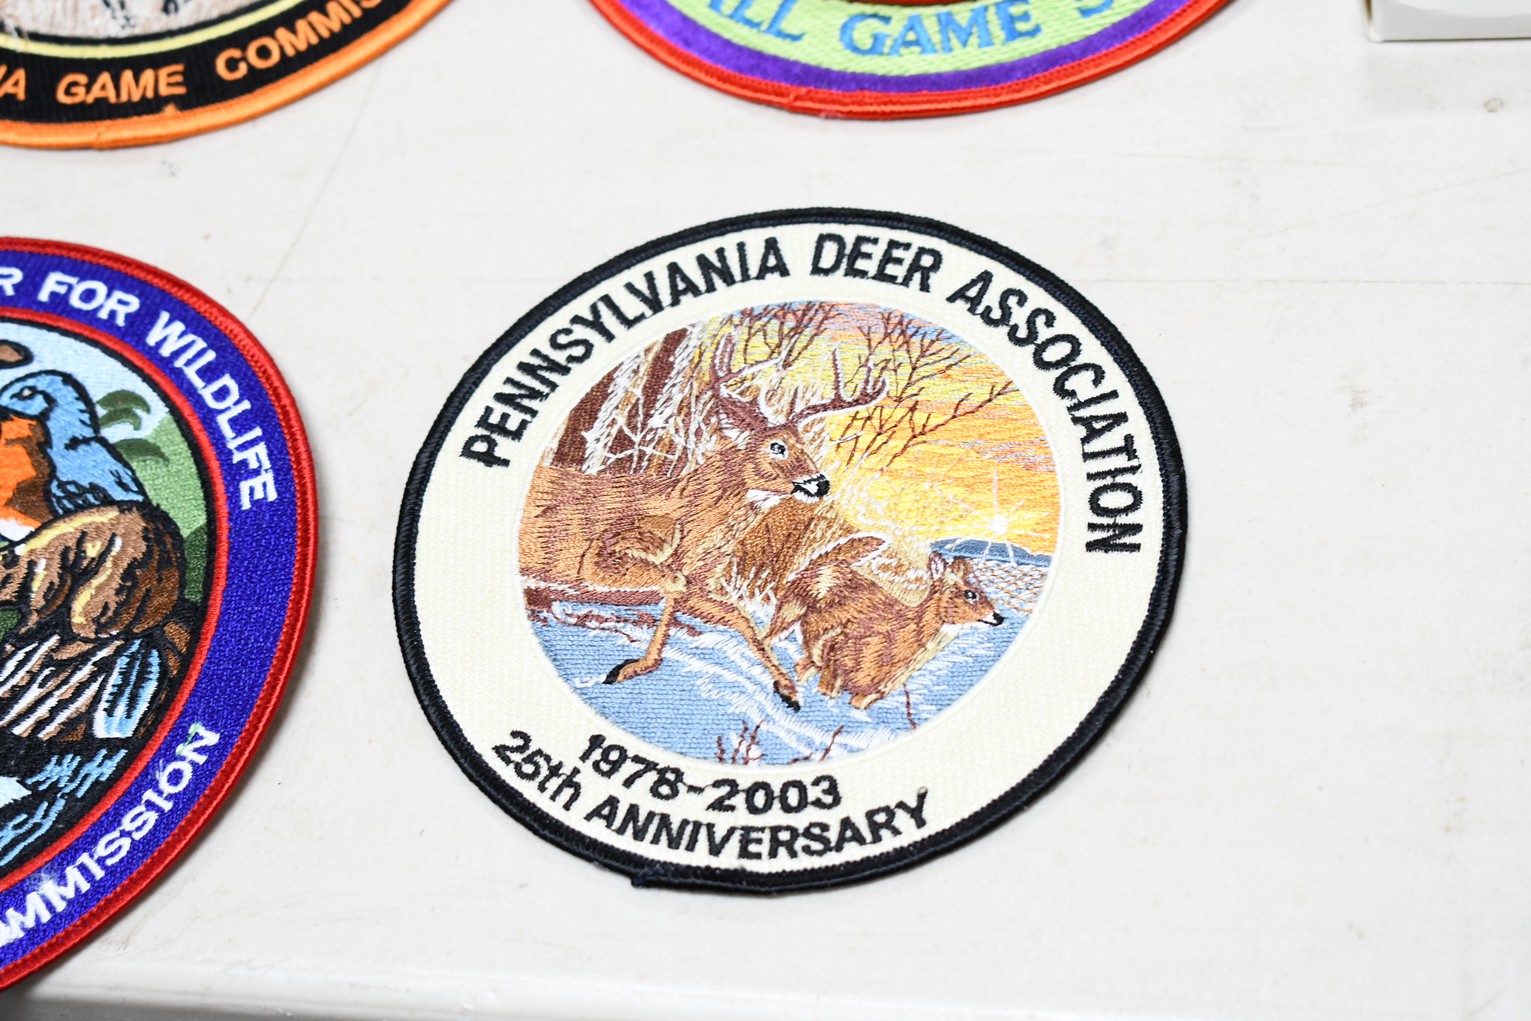 GAME COMMIS
GAME
FOR WILDLIFE
MMISSION
PENNSYLVANIA DEER ASSOCIATION
1978-2003
25th ANNIVERSARY